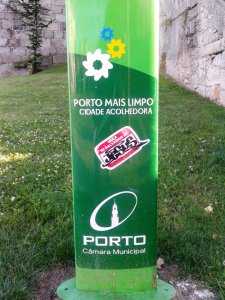 PORTO MAIS LIMPO
CIDADE ACOLHEDORA
PORTO
Câmara Municipal